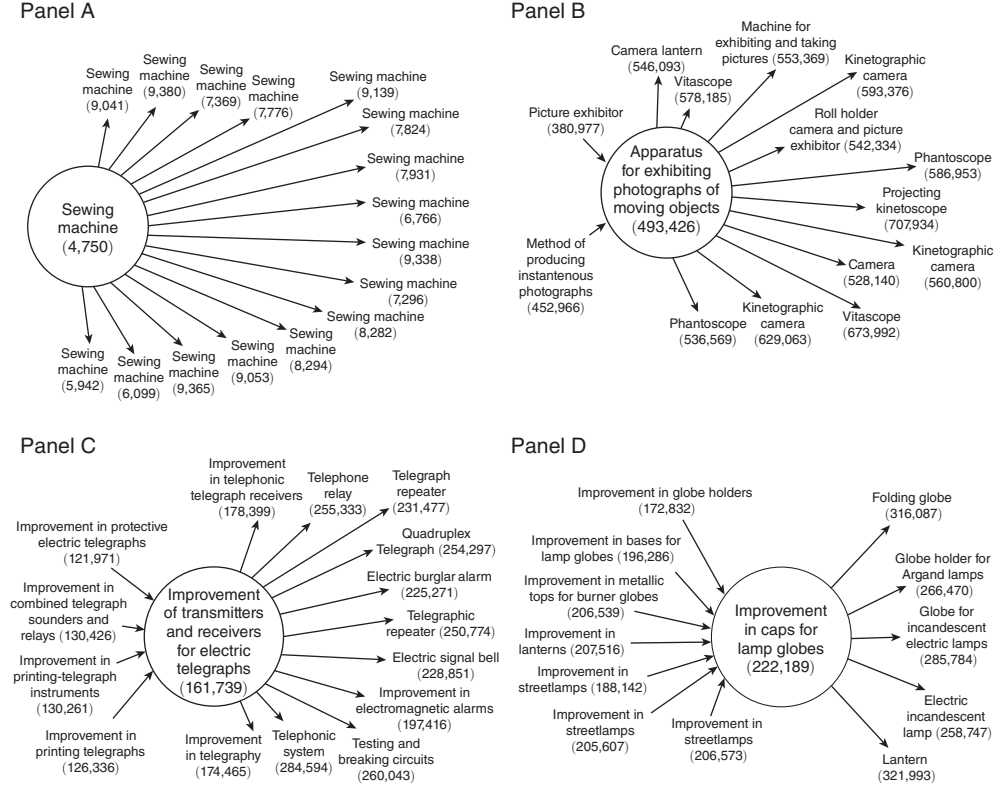 Panel A
Sewing
machine
(9,041)
Sewing
machine
(9,380)
Sewing
machine
(7,369)
Sewing
machine
(7,776)
Sewing machine
(9,139)
Sewing machine
(7,824)
Sewing machine
(7,931)
Sewing machine
(6,766)
Sewing machine
(9,338)
Sewing machine
(7,296)
Sewing machine
(8,282)
Sewing
machine
(8,294)
Sewing
machine
(9,053)
Sewing
machine
(9,365)
Sewing
machine
(6,099)
Sewing
machine
(5,942)
Sewing
machine
(4,750)
Panel B
Camera lantern
(546,093)
Vitascope
(578,185)
Machine for
exhibiting and taking
pictures (553,369)
Kinetographic
camera
(593,376)
Roll holder
camera and picture
exhibitor (542,334)
Phantoscope
(586,953)
Projecting
kinetoscope
(707,934)
Kinetographic
camera
(560,800)
Camera
(528,140)
Vitascope
(673,992)
Kinetographic
camera
(629,063)
Phantoscope
(536,569)
Picture exhibitor
(380,977)
Method of
producing
instantenous
photographs
(452,966)
Apparatus
for exhibiting
photographs of
moving objects
(493,426)
Panel C
Improvement
in telephonic
telegraph receivers
(178,399)
Telephone
relay
(255,333)
Telegraph
repeater
(231,477)
Quadruplex
Telegraph (254,297)
Electric burglar alarm
(225,271)
Telegraphic
repeater (250,774)
Electric signal bell
(228,851)
Improvement in
electromagnetic alarms
(197,416)
Testing and
breaking circuits
(260,043)
Telephonic
system
(284,594)
Improvement
in telegraphy
(174,465)
Improvement in protective
electric telegraphs
(121,971)
Improvement in
combined telegraph
sounders and
relays (130,426)
Improvement in
printing-telegraph
instruments
(130,261)
Improvement in
printing telegraphs
(126,336)
Improvement
of transmitters
and receivers
for electric
telegraphs
(161,739)
Panel D
Improvement in globe holders
(172,832)
Improvement in bases for
lamp globes (196,286)
Improvement in metallic
tops for burner globes
(206,539)
Improvement in
lanterns (207,516)
Improvement in
streetlamps (188,142)
Improvement in
streetlamps
(205,607)
Improvement in
streetlamps
(206,573)
Improvement
in caps for
lamp globes
(222,189)
Folding globe
(316,087)
Globe holder for
Argand lamps
(266,470)
Globe for
incandescent
electric lamps
(285,784)
Electric
incandescent
lamp (258,747)
Lantern
(321,993)